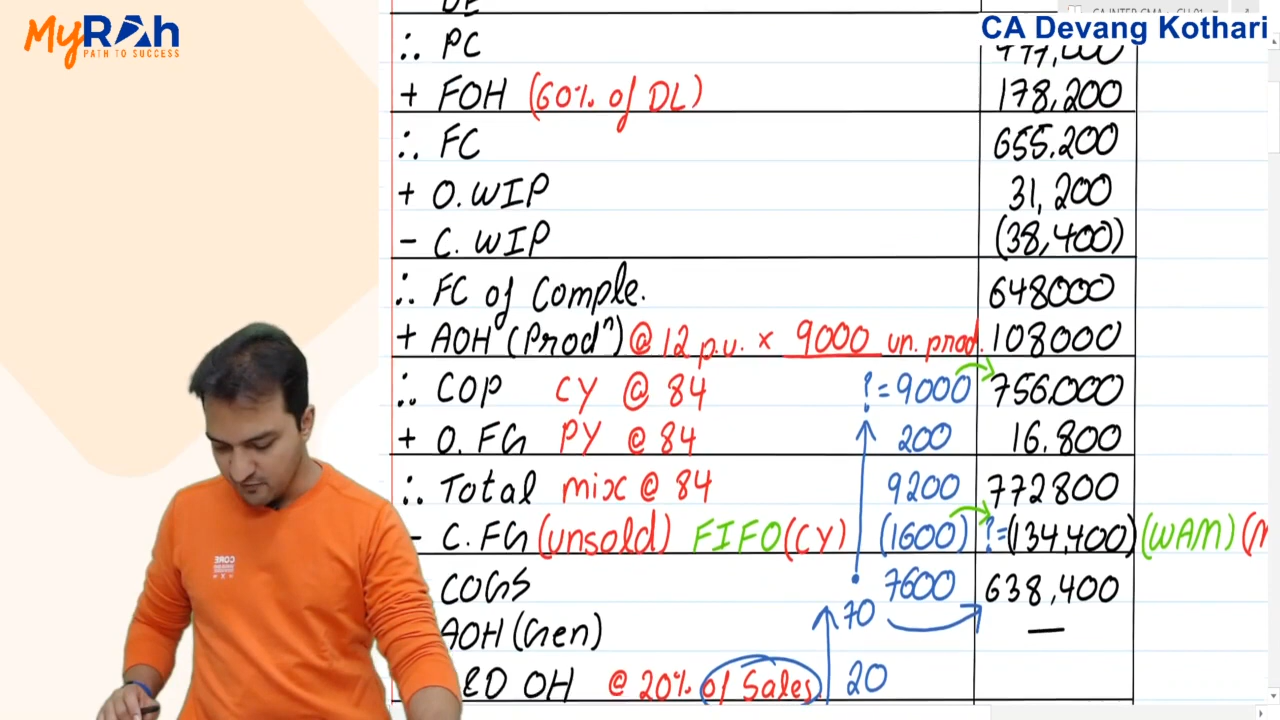 MyRAh
PATH TO SUCCESS
CA Devang Kothari
∴ PC
+ FOH (60% of DL) 178,200
∴ FC 655,200
+ O.WIP 31,200
- C.WIP (38,400)
∴ FC of Comple. 648000
+ AOH (Prodⁿ) @ 12 p.u. × 9000 un. prod. 108000
∴ COP CY @ 84 ? = 9000 756,000
+ O.FG PY @ 84 200 16,800
∴ Total mix @ 84 9200 772800
- C.FG (unsold) FIFO (CY) (1600) ? = (134,400) (WAM)
COGS 7600 638,400
AOH (Gen) 70 —
&D OH @ 20% of Sales 20